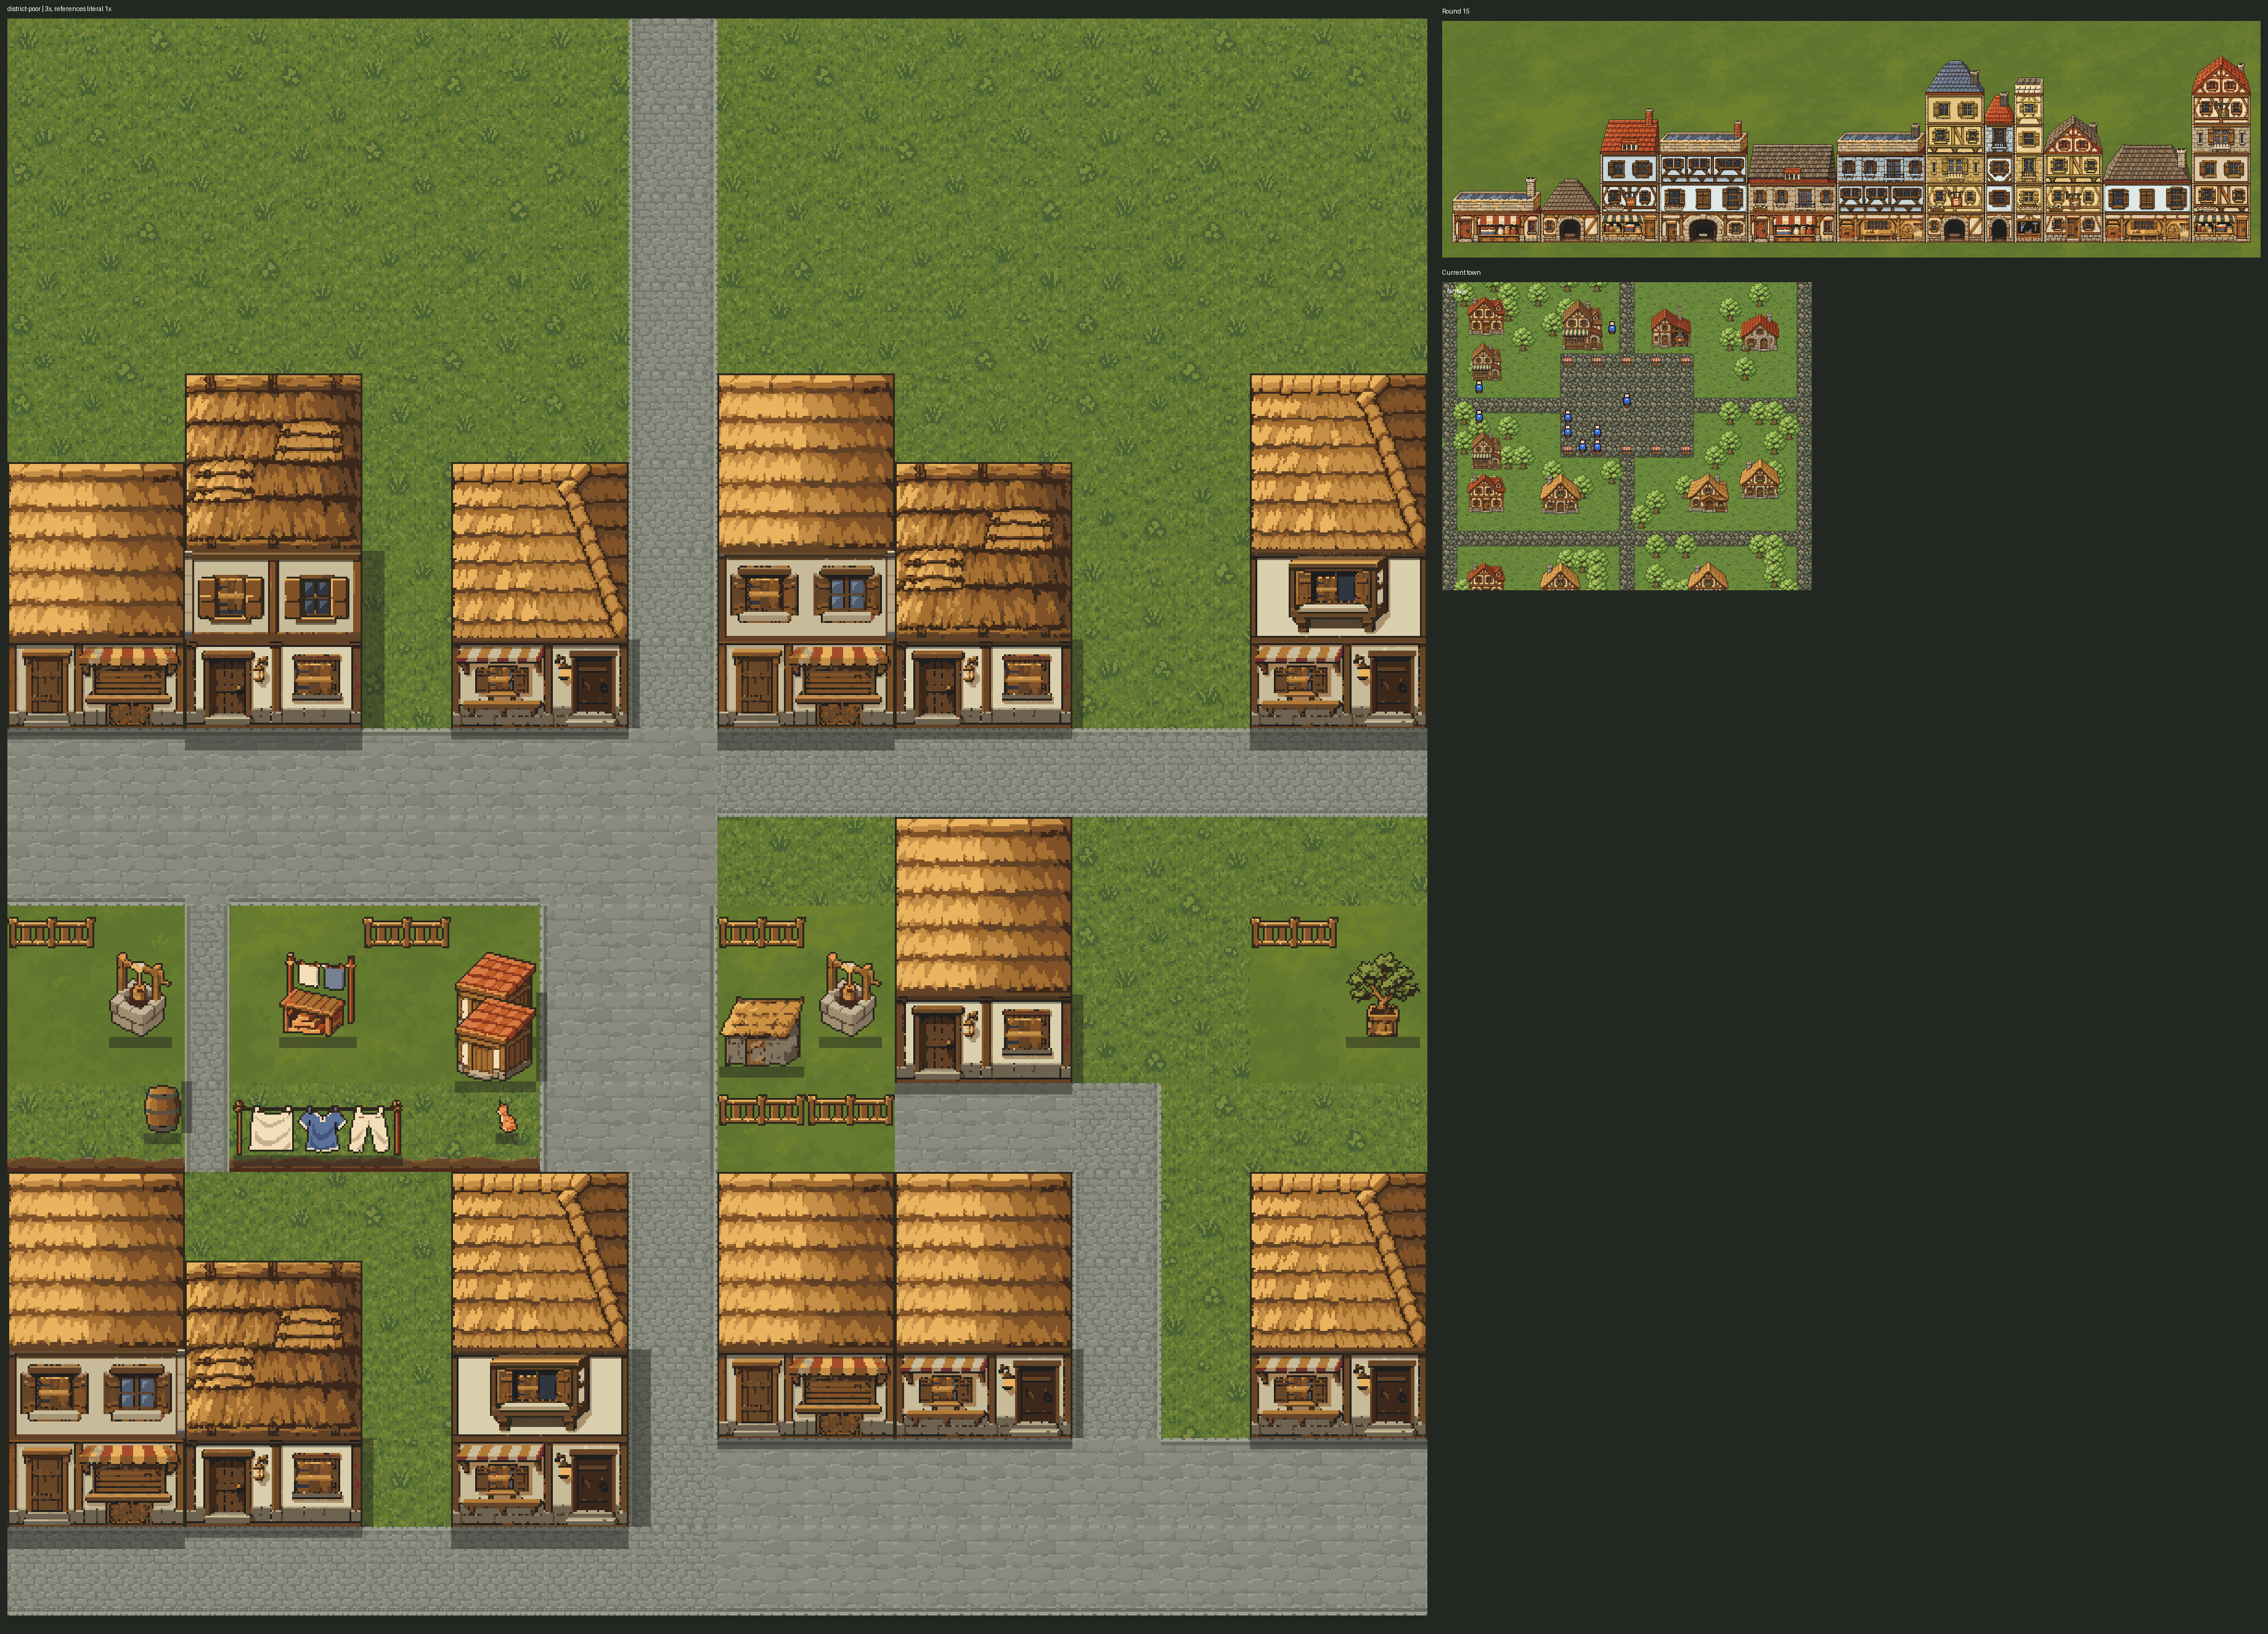 district-poor | 3x, references literal 1x
Round 15
Current town